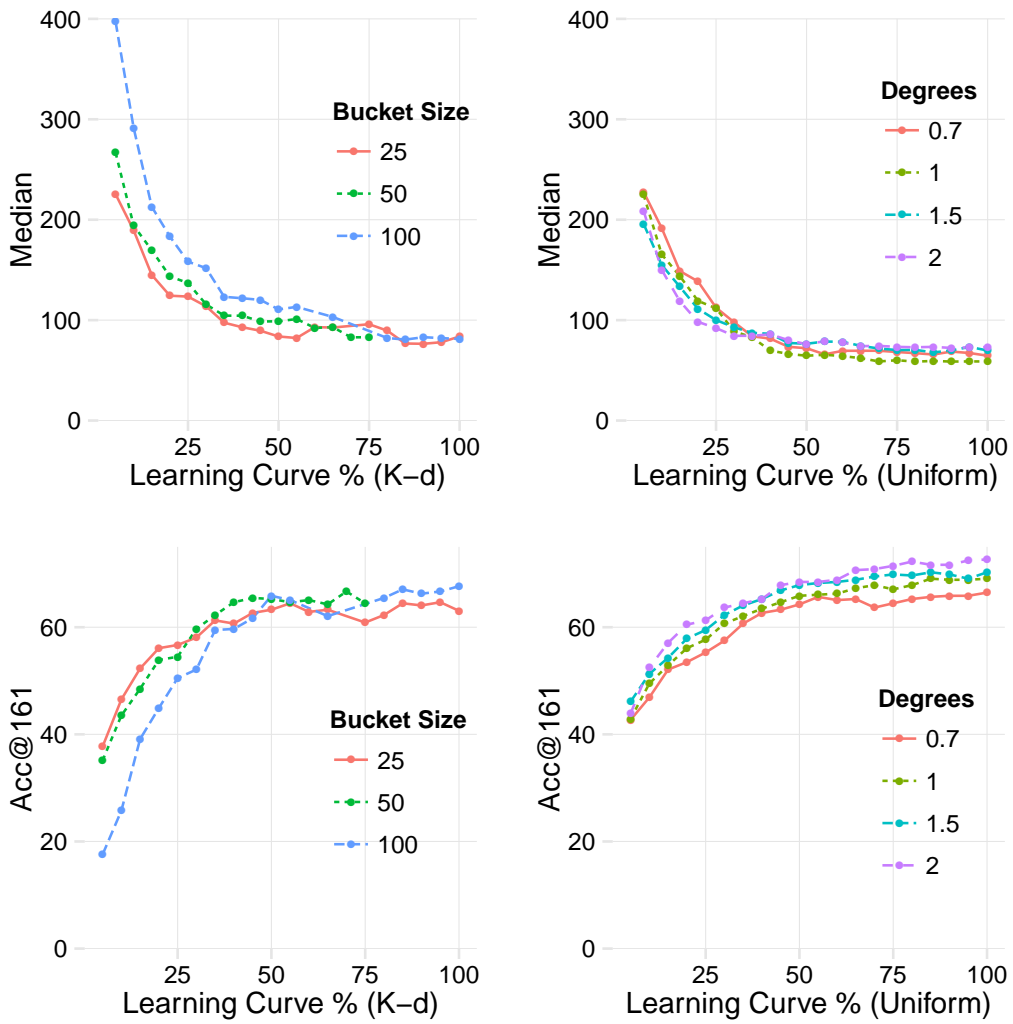 400
300
200
100
0
Median
25 50 75 100
Learning Curve % (K−d)
Bucket Size
25
50
100
400
300
200
100
0
Median
25 50 75 100
Learning Curve % (Uniform)
Degrees
0.7
1
1.5
2
60
40
20
0
Acc@161
25 50 75 100
Learning Curve % (K−d)
Bucket Size
25
50
100
60
40
20
0
Acc@161
25 50 75 100
Learning Curve % (Uniform)
Degrees
0.7
1
1.5
2